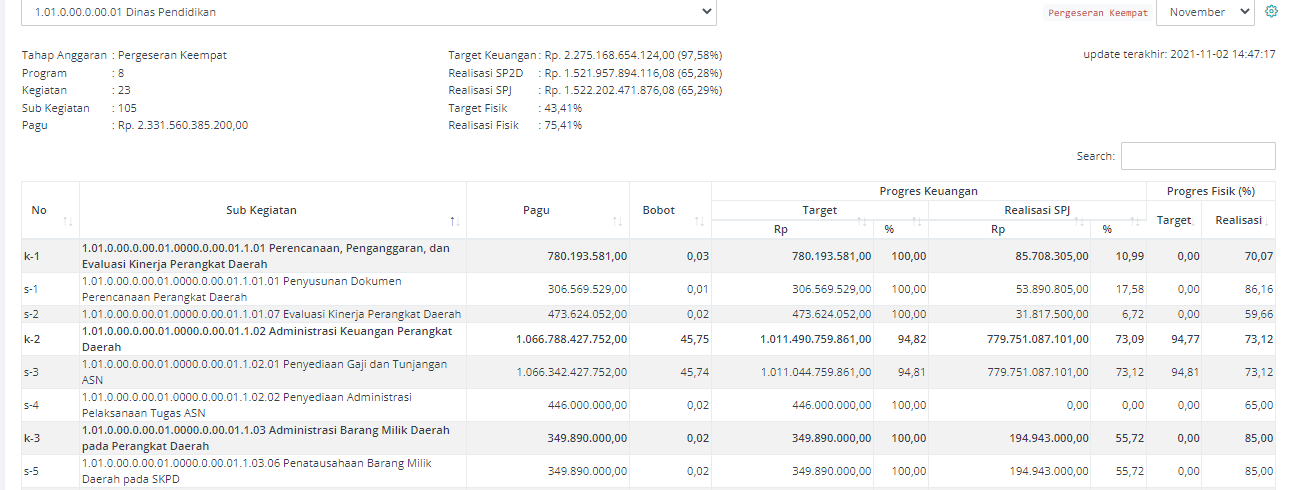 1.01.0.00.0.00.01 Dinas Pendidikan
Pergeseran Keempat
November
Tahap Anggaran : Pergeseran Keempat
Program : 8
Kegiatan : 23
Sub Kegiatan : 105
Pagu : Rp. 2.331.560.385.200,00
Target Keuangan : Rp. 2.275.168.654.124,00 (97,58%)
Realisasi SP2D : Rp. 1.521.957.894.116,08 (65,28%)
Realisasi SPJ : Rp. 1.522.202.471.876,08 (65,29%)
Target Fisik : 43,41%
Realisasi Fisik : 75,41%
update terakhir: 2021-11-02 14:47:17
Search:
No Sub Kegiatan Pagu Bobot Progres Keuangan Progres Fisik (%)
Target Realisasi SPJ Target Realisasi
Rp % Rp %
k-1 1.01.0.00.0.00.01.0000.0.00.01.1.01 Perencanaan, Penganggaran, dan
Evaluasi Kinerja Perangkat Daerah 780.193.581,00 0,03 780.193.581,00 100,00 85.708.305,00 10,99 0,00 70,07
s-1 1.01.0.00.0.00.01.0000.0.00.01.1.01.01 Penyusunan Dokumen
Perencanaan Perangkat Daerah 306.569.529,00 0,01 306.569.529,00 100,00 53.890.805,00 17,58 0,00 86,16
s-2 1.01.0.00.0.00.01.0000.0.00.01.1.01.07 Evaluasi Kinerja Perangkat Daerah 473.624.052,00 0,02 473.624.052,00 100,00 31.817.500,00 6,72 0,00 59,66
k-2 1.01.0.00.0.00.01.0000.0.00.01.1.02 Administrasi Keuangan Perangkat
Daerah 1.066.788.427.752,00 45,75 1.011.490.759.861,00 94,82 779.751.087.101,00 73,09 94,77 73,12
s-3 1.01.0.00.0.00.01.0000.0.00.01.1.02.01 Penyediaan Gaji dan Tunjangan
ASN 1.066.342.427.752,00 45,74 1.011.044.759.861,00 94,81 779.751.087.101,00 73,12 94,81 73,12
s-4 1.01.0.00.0.00.01.0000.0.00.01.1.02.02 Penyediaan Administrasi
Pelaksanaan Tugas ASN 446.000.000,00 0,02 446.000.000,00 100,00 0,00 0,00 0,00 65,00
k-3 1.01.0.00.0.00.01.0000.0.00.01.1.03 Administrasi Barang Milik Daerah
pada Perangkat Daerah 349.890.000,00 0,02 349.890.000,00 100,00 194.943.000,00 55,72 0,00 85,00
s-5 1.01.0.00.0.00.01.0000.0.00.01.1.03.06 Penatausahaan Barang Milik
Daerah pada SKPD 349.890.000,00 0,02 349.890.000,00 100,00 194.943.000,00 55,72 0,00 85,00